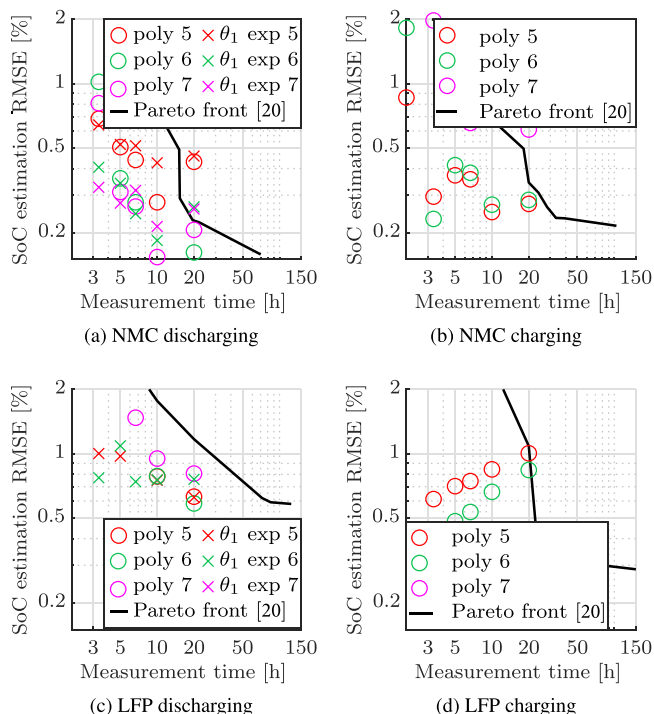 SoC estimation RMSE [%]
2
1
0.5
0.2
poly 5 θ1 exp 5
poly 6 θ1 exp 6
poly 7 θ1 exp 7
Pareto front [20]
3 5 10 20 50 150
Measurement time [h]
(a) NMC discharging
SoC estimation RMSE [%]
2
1
0.5
0.2
poly 5
poly 6
poly 7
Pareto front [20]
3 5 10 20 50 150
Measurement time [h]
(b) NMC charging
SoC estimation RMSE [%]
2
1
0.5
0.2
poly 5 θ1 exp 5
poly 6 θ1 exp 6
poly 7 θ1 exp 7
Pareto front [20]
3 5 10 20 50 150
Measurement time [h]
(c) LFP discharging
SoC estimation RMSE [%]
2
1
0.5
0.2
poly 5
poly 6
poly 7
Pareto front [20]
3 5 10 20 50 150
Measurement time [h]
(d) LFP charging